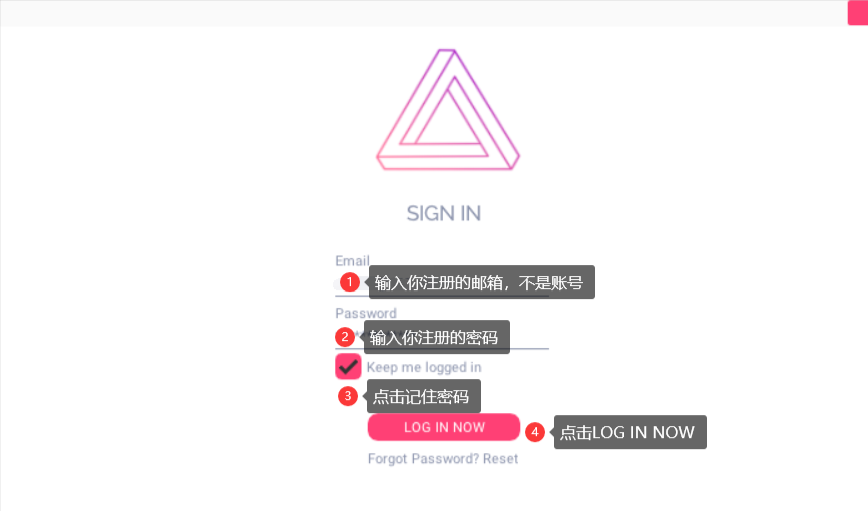 SIGN IN
Email
1 输入你注册的邮箱，不是账号
Password
2 输入你注册的密码
Keep me logged in
3 点击记住密码
LOG IN NOW
4 点击LOG IN NOW
Forgot Password? Reset